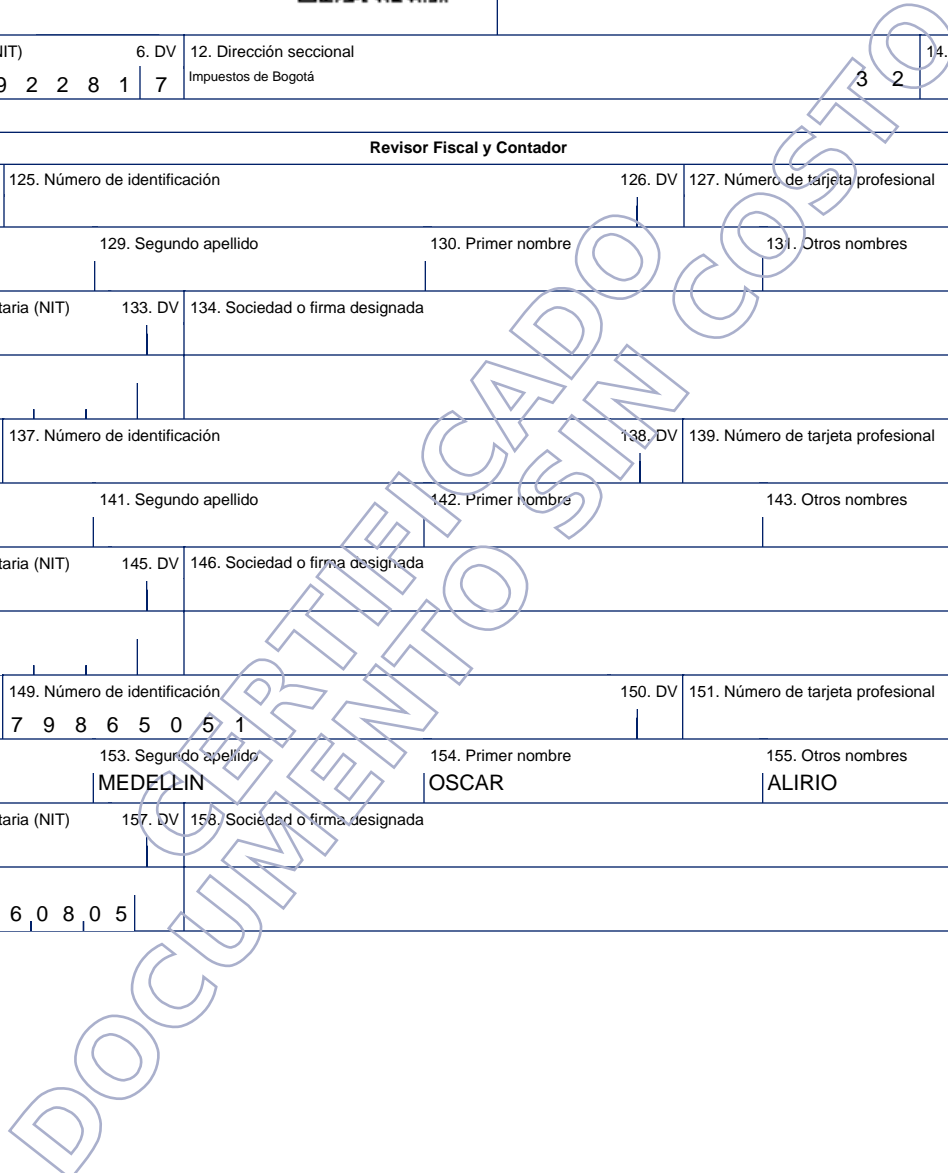 6. DV 12. Dirección seccional 14.
2 2 8 1 7 Impuestos de Bogotá 3 2
Revisor Fiscal y Contador
125. Número de identificación 126. DV 127. Número de tarjeta profesional
129. Segundo apellido 130. Primer nombre 131. Otros nombres
(NIT) 133. DV 134. Sociedad o firma designada
137. Número de identificación 138. DV 139. Número de tarjeta profesional
141. Segundo apellido 142. Primer nombre 143. Otros nombres
(NIT) 145. DV 146. Sociedad o firma designada
149. Número de identificación 150. DV 151. Número de tarjeta profesional
7 9 8 6 5 0 5 1
153. Segundo apellido 154. Primer nombre 155. Otros nombres
MEDELLIN OSCAR ALIRIO
(NIT) 157. DV 158. Sociedad o firma designada
6 0 8 0 5
CERTIFICADO
DOCUMENTO SIN COSTO